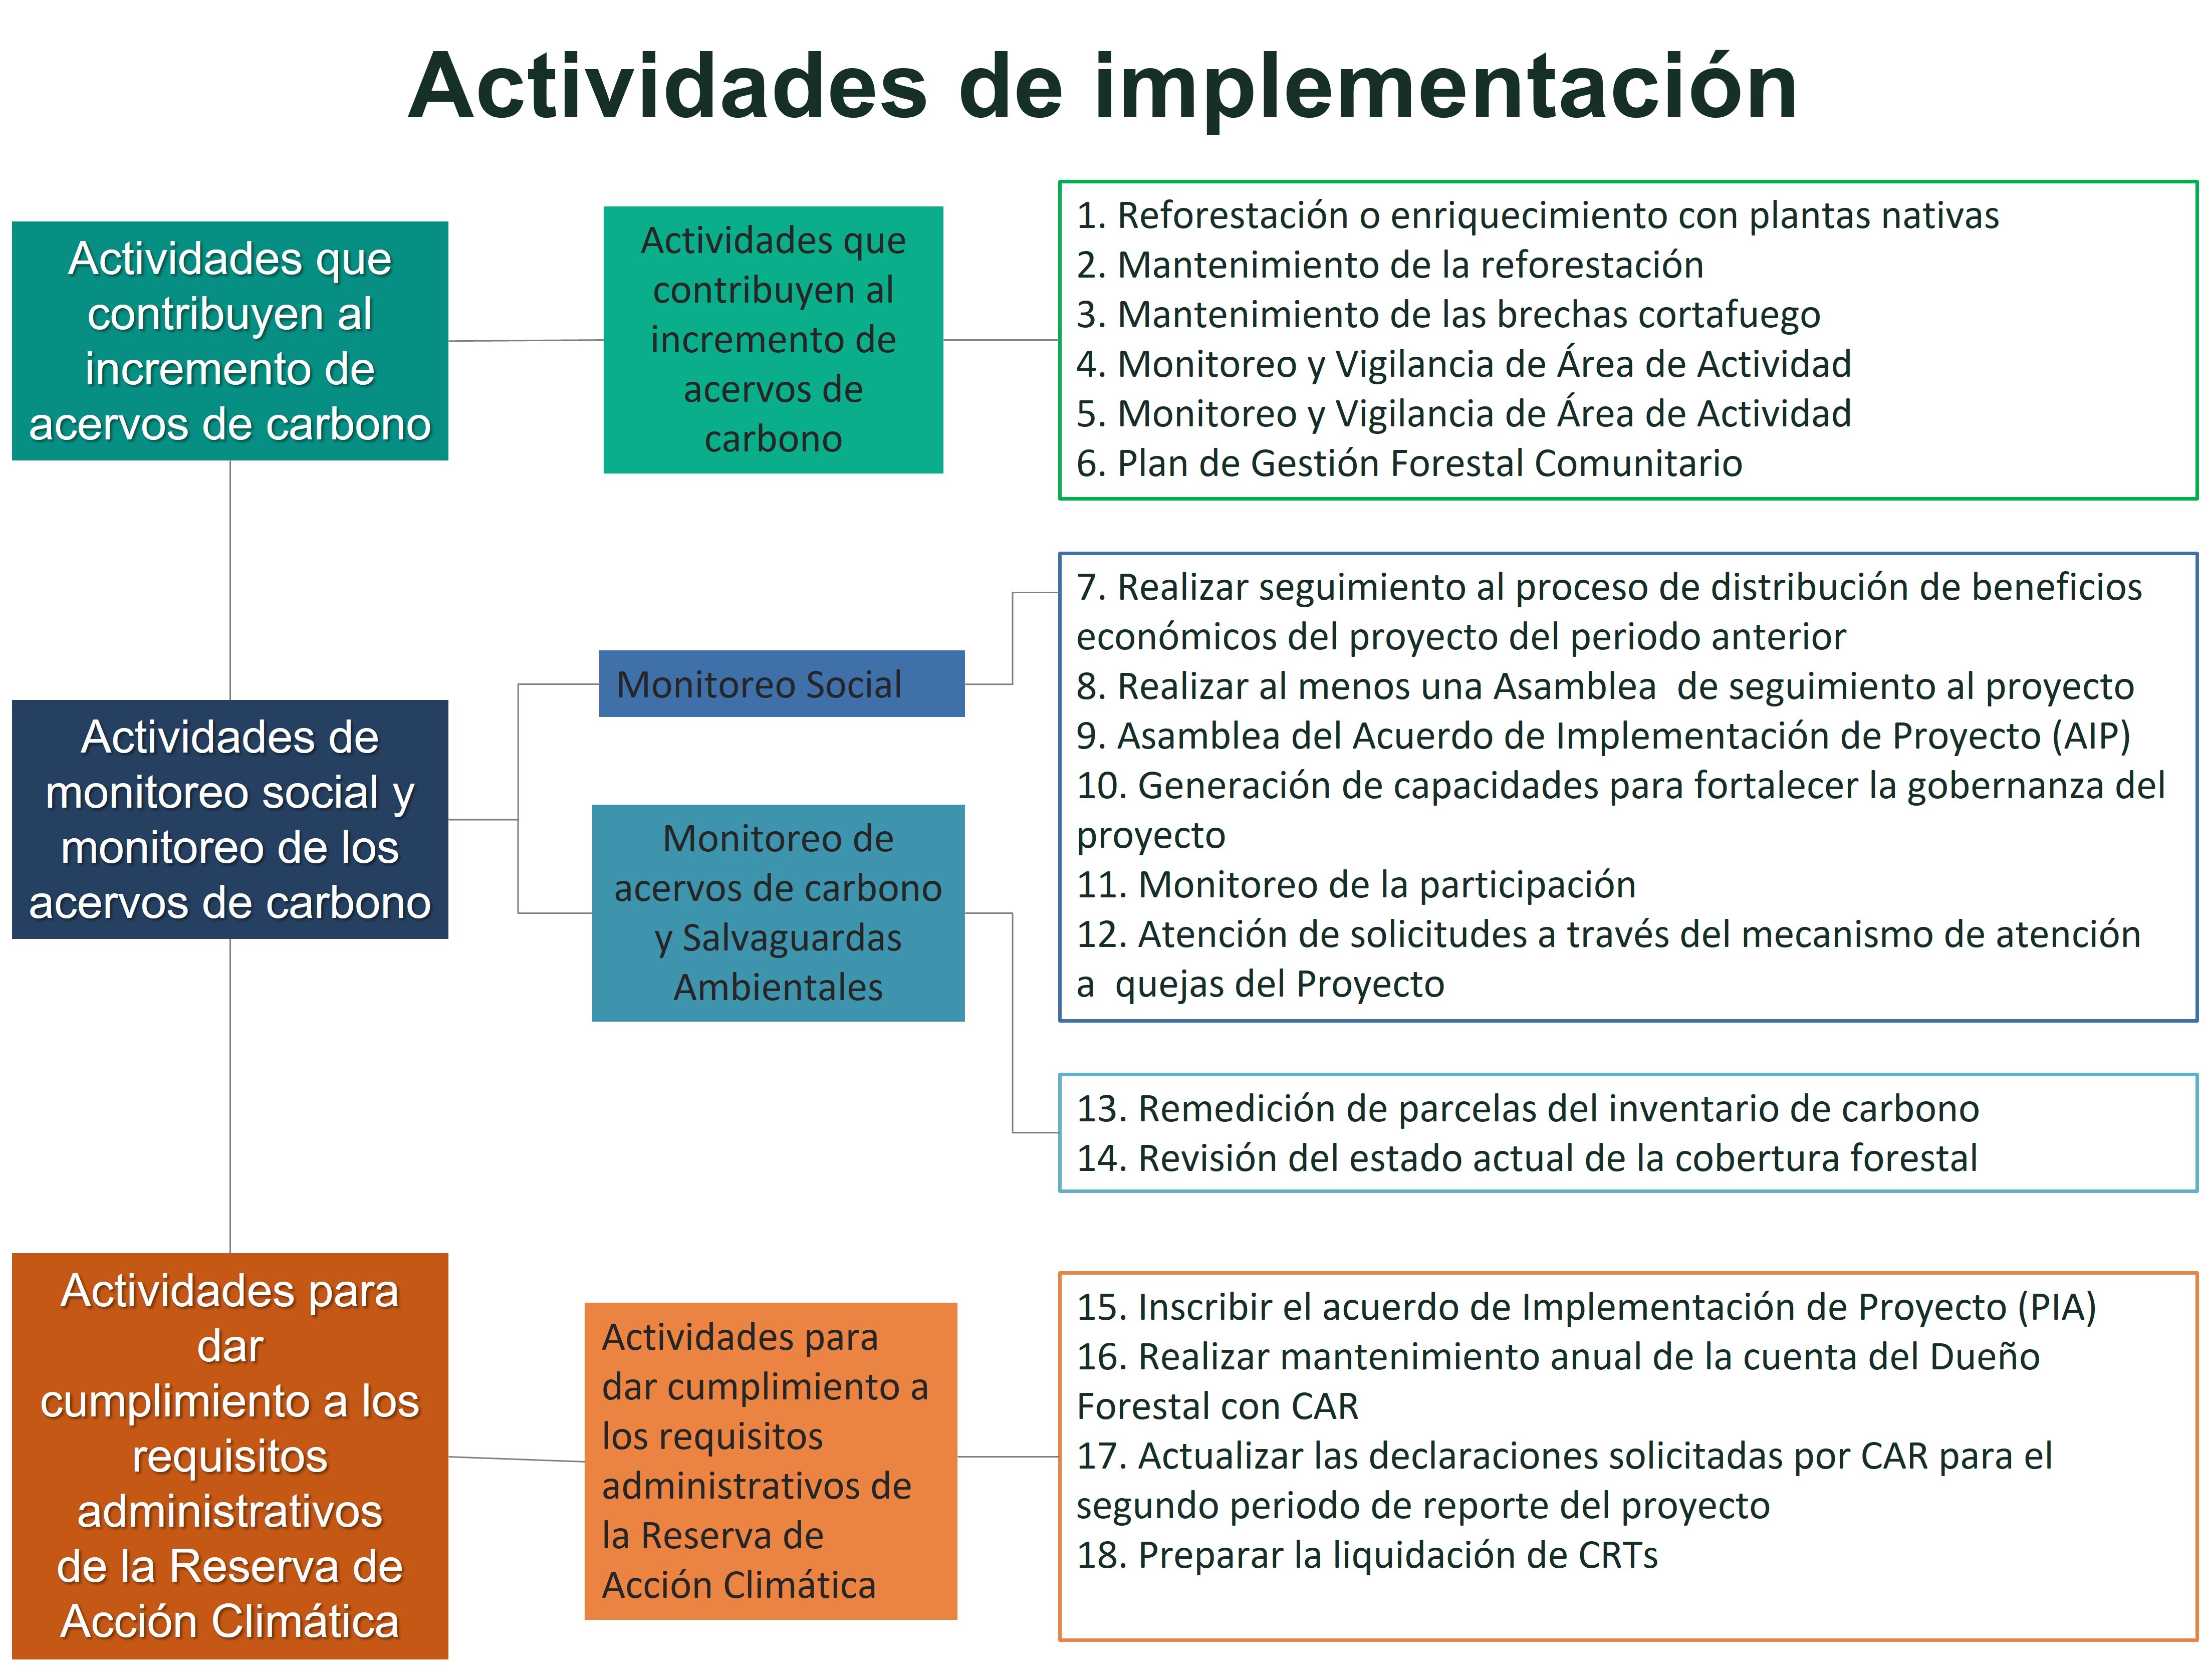 Actividades de implementación
Actividades que
contribuyen al
incremento de
acervos de carbono
Actividades que
contribuyen al
incremento de
acervos de
carbono
1. Reforestación o enriquecimiento con plantas nativas
2. Mantenimiento de la reforestación
3. Mantenimiento de las brechas cortafuego
4. Monitoreo y Vigilancia de Área de Actividad
5. Monitoreo y Vigilancia de Área de Actividad
6. Plan de Gestión Forestal Comunitario
Actividades de
monitoreo social y
monitoreo de los
acervos de carbono
Monitoreo Social
7. Realizar seguimiento al proceso de distribución de beneficios
económicos del proyecto del periodo anterior
8. Realizar al menos una Asamblea  de seguimiento al proyecto
9. Asamblea del Acuerdo de Implementación de Proyecto (AIP)
10. Generación de capacidades para fortalecer la gobernanza del
proyecto
11. Monitoreo de la participación
12. Atención de solicitudes a través del mecanismo de atención
a  quejas del Proyecto
Monitoreo de
acervos de carbono
y Salvaguardas
Ambientales
13. Remedición de parcelas del inventario de carbono
14. Revisión del estado actual de la cobertura forestal
Actividades para
dar
cumplimiento a los
requisitos
administrativos
de la Reserva de
Acción Climática
Actividades para
dar cumplimiento a
los requisitos
administrativos de
la Reserva de
Acción Climática
15. Inscribir el acuerdo de Implementación de Proyecto (PIA)
16. Realizar mantenimiento anual de la cuenta del Dueño
Forestal con CAR
17. Actualizar las declaraciones solicitadas por CAR para el
segundo periodo de reporte del proyecto
18. Preparar la liquidación de CRTs